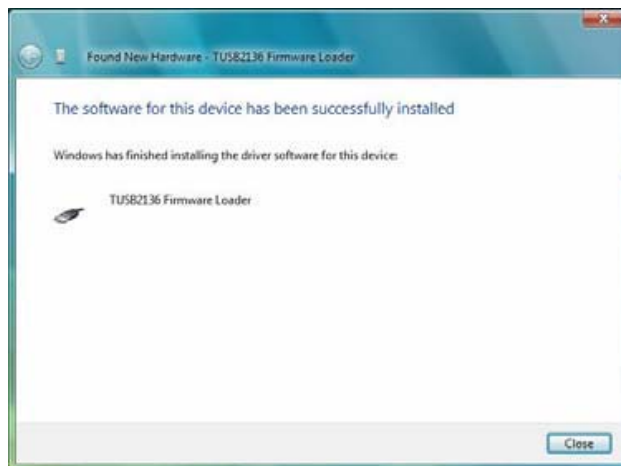 Found New Hardware - TUSB2136 Firmware Loader
The software for this device has been successfully installed
Windows has finished installing the driver software for this device:
TUSB2136 Firmware Loader
Close